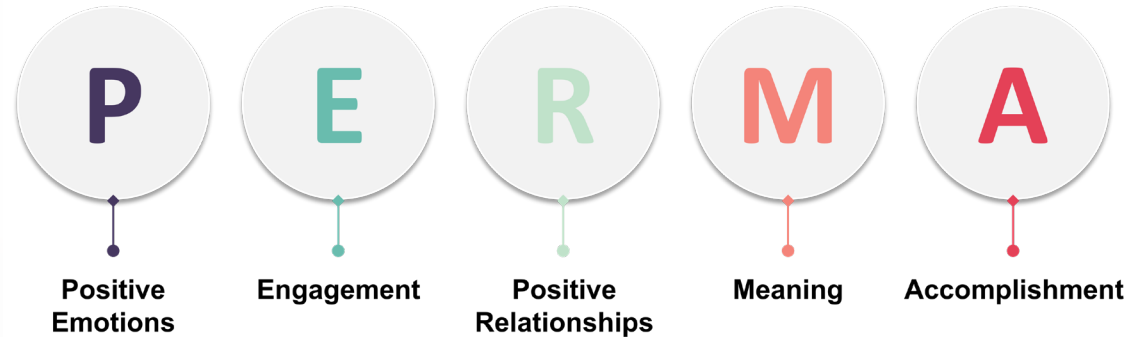 P E R M A
Positive Emotions
Engagement
Positive Relationships
Meaning
Accomplishment